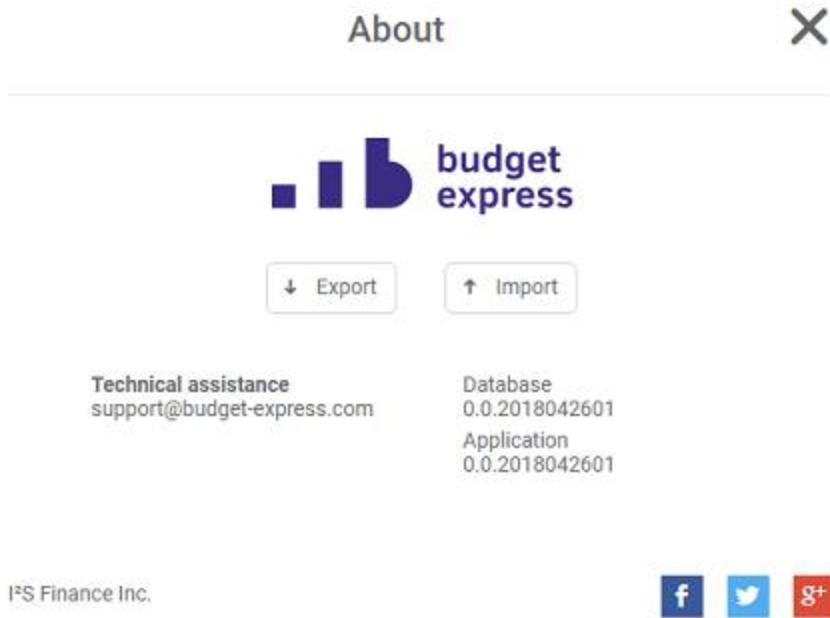 About
budget
express
Export
Import
Technical assistance
support@budget-express.com
Database
0.0.2018042601
Application
0.0.2018042601
I²S Finance Inc.
f
g+